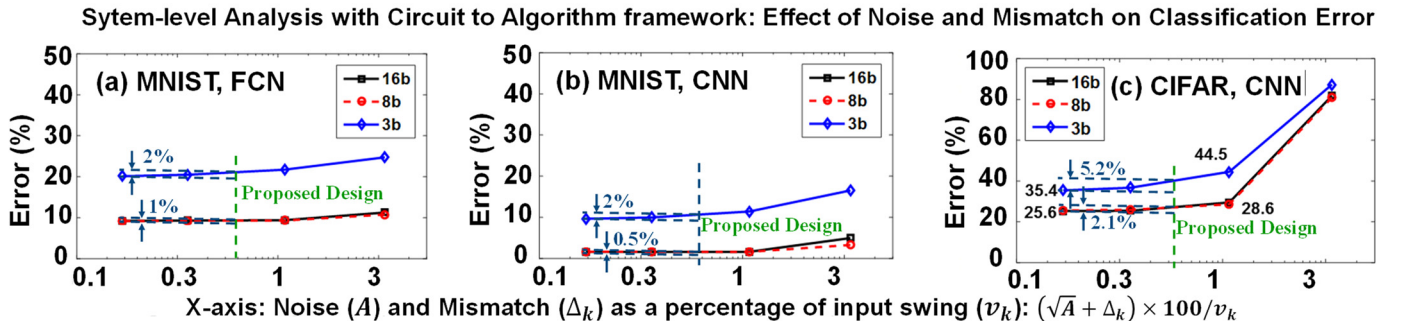 Sytem-level Analysis with Circuit to Algorithm framework: Effect of Noise and Mismatch on Classification Error
(a) MNIST, FCN
Error (%)
50
40
30
20
10
0
0.1
0.3
1
3
16b
8b
3b
2%
1%
Proposed Design
(b) MNIST, CNN
Error (%)
50
40
30
20
10
0
0.1
0.3
1
3
16b
8b
3b
2%
0.5%
Proposed Design
(c) CIFAR, CNN
Error (%)
100
80
60
40
20
0
0.1
0.3
1
3
16b
8b
3b
35.4
25.6
5.2%
2.1%
44.5
28.6
Proposed Design
X-axis: Noise (A) and Mismatch (Δₖ) as a percentage of input swing (vₖ): (√A + Δₖ) × 100/vₖ